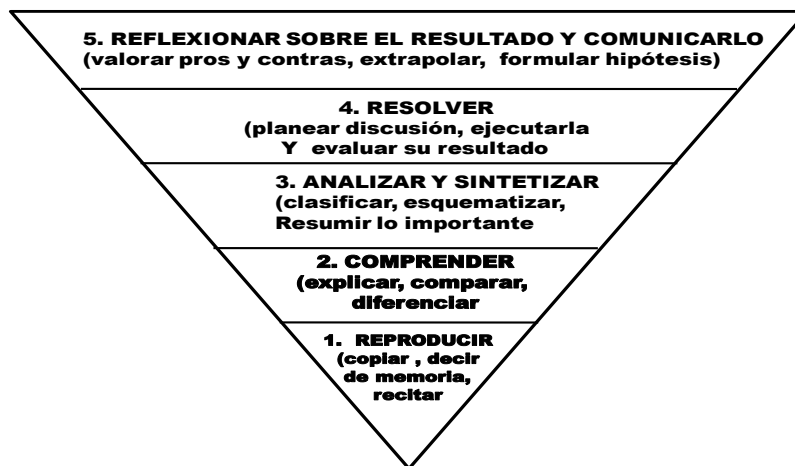 5. REFLEXIONAR SOBRE EL RESULTADO Y COMUNICARLO
(valorar pros y contras, extrapolar, formular hipótesis)
4. RESOLVER
(planear discusión, ejecutarla
Y evaluar su resultado
3. ANALIZAR Y SINTETIZAR
(clasificar, esquematizar,
Resumir lo importante
2. COMPRENDER
(explicar, comparar,
diferenciar
1. REPRODUCIR
(copiar , decir
de memoria,
recitar